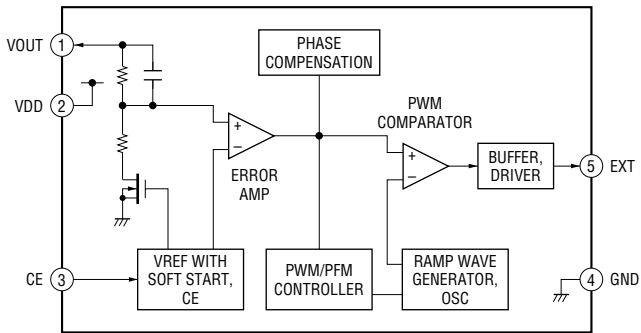 VOUT 1
PHASE
COMPENSATION
VDD 2
PWM
COMPARATOR
+
−
ERROR
AMP
+
−
BUFFER,
DRIVER
5 EXT
CE 3
VREF WITH
SOFT START,
CE
PWM/PFM
CONTROLLER
RAMP WAVE
GENERATOR,
OSC
4 GND